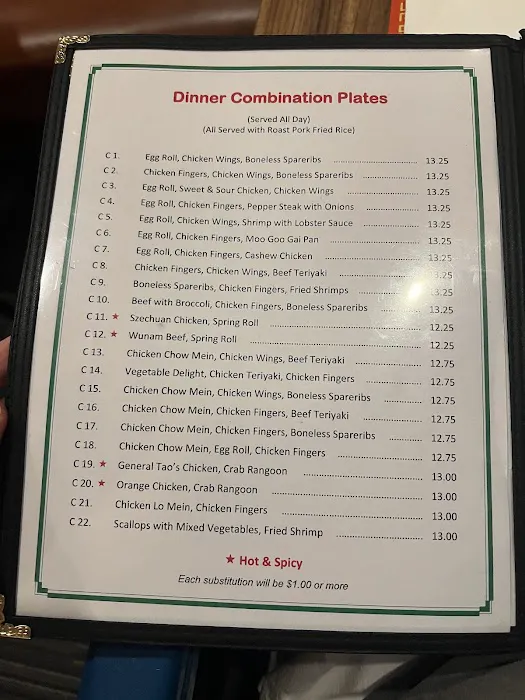 Dinner Combination Plates
(Served All Day)
(All Served with Roast Pork Fried Rice)
C 1. Egg Roll, Chicken Wings, Boneless Spareribs 13.25
C 2. Chicken Fingers, Chicken Wings, Boneless Spareribs 13.25
C 3. Egg Roll, Sweet & Sour Chicken, Chicken Wings 13.25
C 4. Egg Roll, Chicken Fingers, Pepper Steak with Onions 13.25
C 5. Egg Roll, Chicken Wings, Shrimp with Lobster Sauce 13.25
C 6. Egg Roll, Chicken Fingers, Moo Goo Gai Pan 13.25
C 7. Egg Roll, Chicken Fingers, Cashew Chicken 13.25
C 8. Chicken Fingers, Chicken Wings, Beef Teriyaki 13.25
C 9. Boneless Spareribs, Chicken Fingers, Fried Shrimps 13.25
C 10. Beef with Broccoli, Chicken Fingers, Boneless Spareribs 13.25
C 11. ★ Szechuan Chicken, Spring Roll 12.25
C 12. ★ Wunam Beef, Spring Roll 12.25
C 13. Chicken Chow Mein, Chicken Wings, Beef Teriyaki 12.75
C 14. Vegetable Delight, Chicken Teriyaki, Chicken Fingers 12.75
C 15. Chicken Chow Mein, Chicken Wings, Boneless Spareribs 12.75
C 16. Chicken Chow Mein, Chicken Fingers, Beef Teriyaki 12.75
C 17. Chicken Chow Mein, Chicken Fingers, Boneless Spareribs 12.75
C 18. Chicken Chow Mein, Egg Roll, Chicken Fingers 12.75
C 19. ★ General Tao's Chicken, Crab Rangoon 13.00
C 20. ★ Orange Chicken, Crab Rangoon 13.00
C 21. Chicken Lo Mein, Chicken Fingers 13.00
C 22. Scallops with Mixed Vegetables, Fried Shrimp 13.00
★ Hot & Spicy
Each substitution will be $1.00 or more